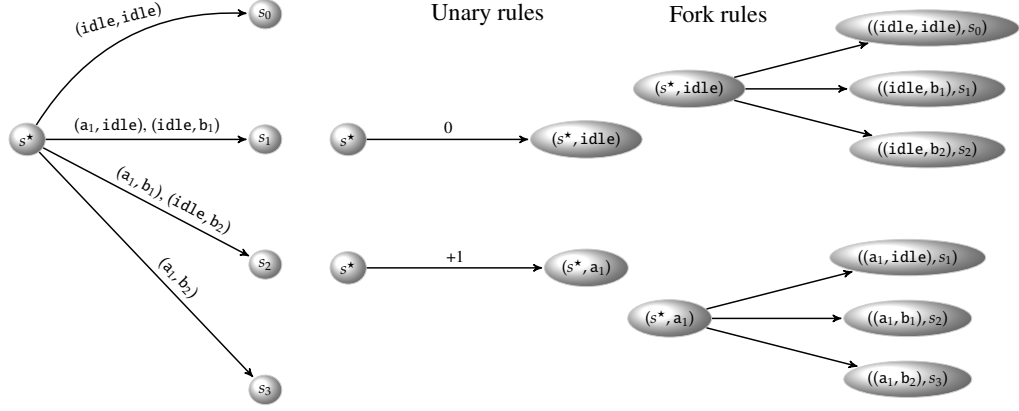 Unary rules
Fork rules
(idle, idle)
s₀
(a₁, idle), (idle, b₁)
s*
s₁
(a₁, b₁), (idle, b₂)
s₂
(a₁, b₂)
s₃
s*
0
(s*, idle)
s*
+1
(s*, a₁)
(s*, idle)
((idle, idle), s₀)
((idle, b₁), s₁)
((idle, b₂), s₂)
(s*, a₁)
((a₁, idle), s₁)
((a₁, b₁), s₂)
((a₁, b₂), s₃)